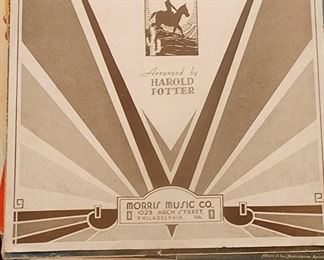 Arranged by
HAROLD
POTTER
MORRIS MUSIC CO.
1023 ARCH STREET,
PHILADELPHIA, PA.